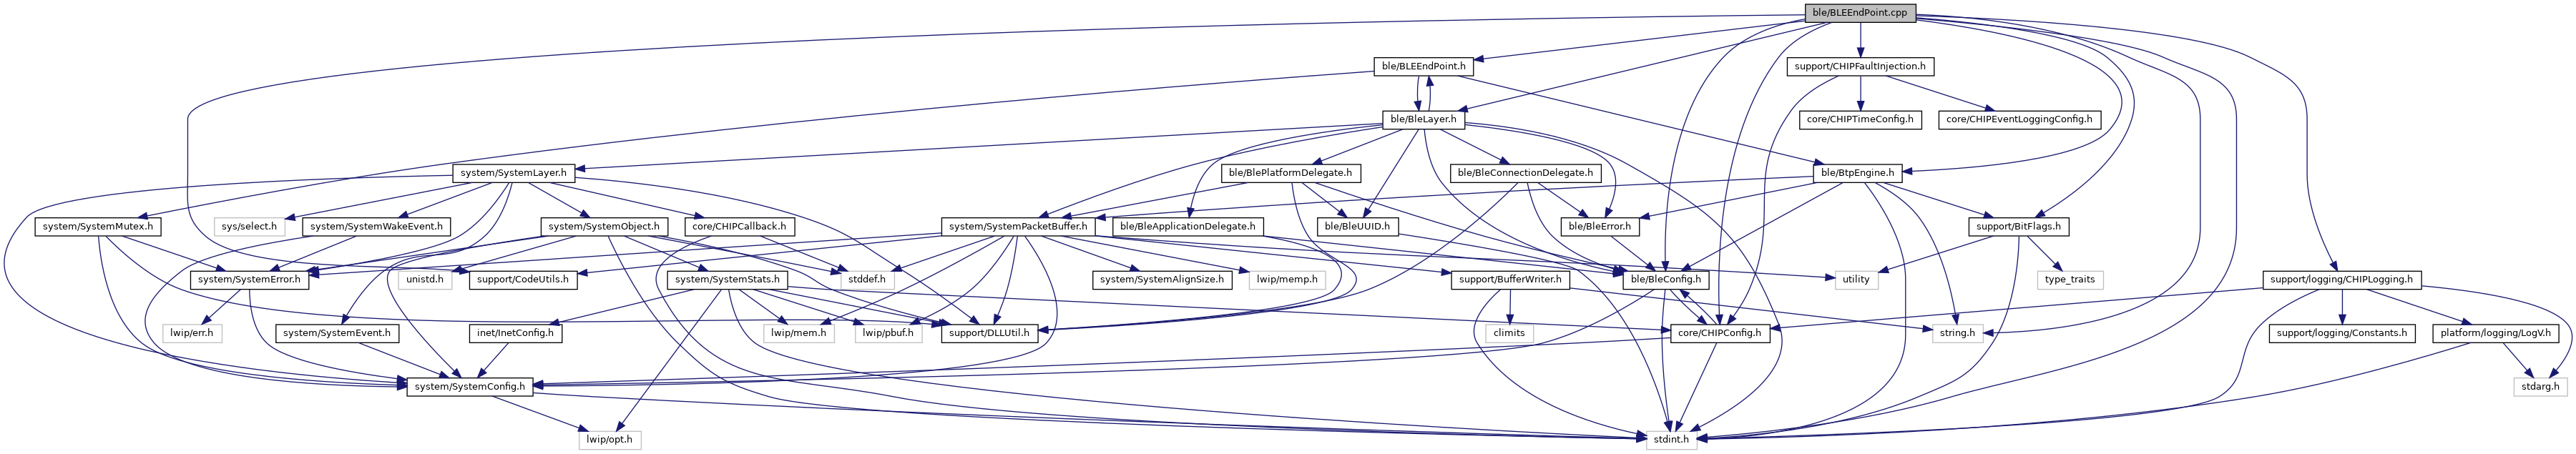 ble/BLEEndPoint.cpp
ble/BLEEndPoint.h
support/CHIPFaultInjection.h
ble/BleLayer.h
core/CHIPTimeConfig.h
core/CHIPEventLoggingConfig.h
system/SystemLayer.h
ble/BlePlatformDelegate.h
ble/BleConnectionDelegate.h
ble/BtpEngine.h
system/SystemMutex.h
sys/select.h
system/SystemWakeEvent.h
system/SystemObject.h
core/CHIPCallback.h
system/SystemPacketBuffer.h
ble/BleApplicationDelegate.h
ble/BleUUID.h
ble/BleError.h
support/BitFlags.h
system/SystemError.h
unistd.h
support/CodeUtils.h
system/SystemStats.h
stddef.h
system/SystemAlignSize.h
lwip/memp.h
support/BufferWriter.h
ble/BleConfig.h
utility
type_traits
support/logging/CHIPLogging.h
lwip/err.h
system/SystemEvent.h
inet/InetConfig.h
lwip/mem.h
lwip/pbuf.h
support/DLLUtil.h
climits
core/CHIPConfig.h
string.h
support/logging/Constants.h
platform/logging/LogV.h
system/SystemConfig.h
stdarg.h
lwip/opt.h
stdint.h